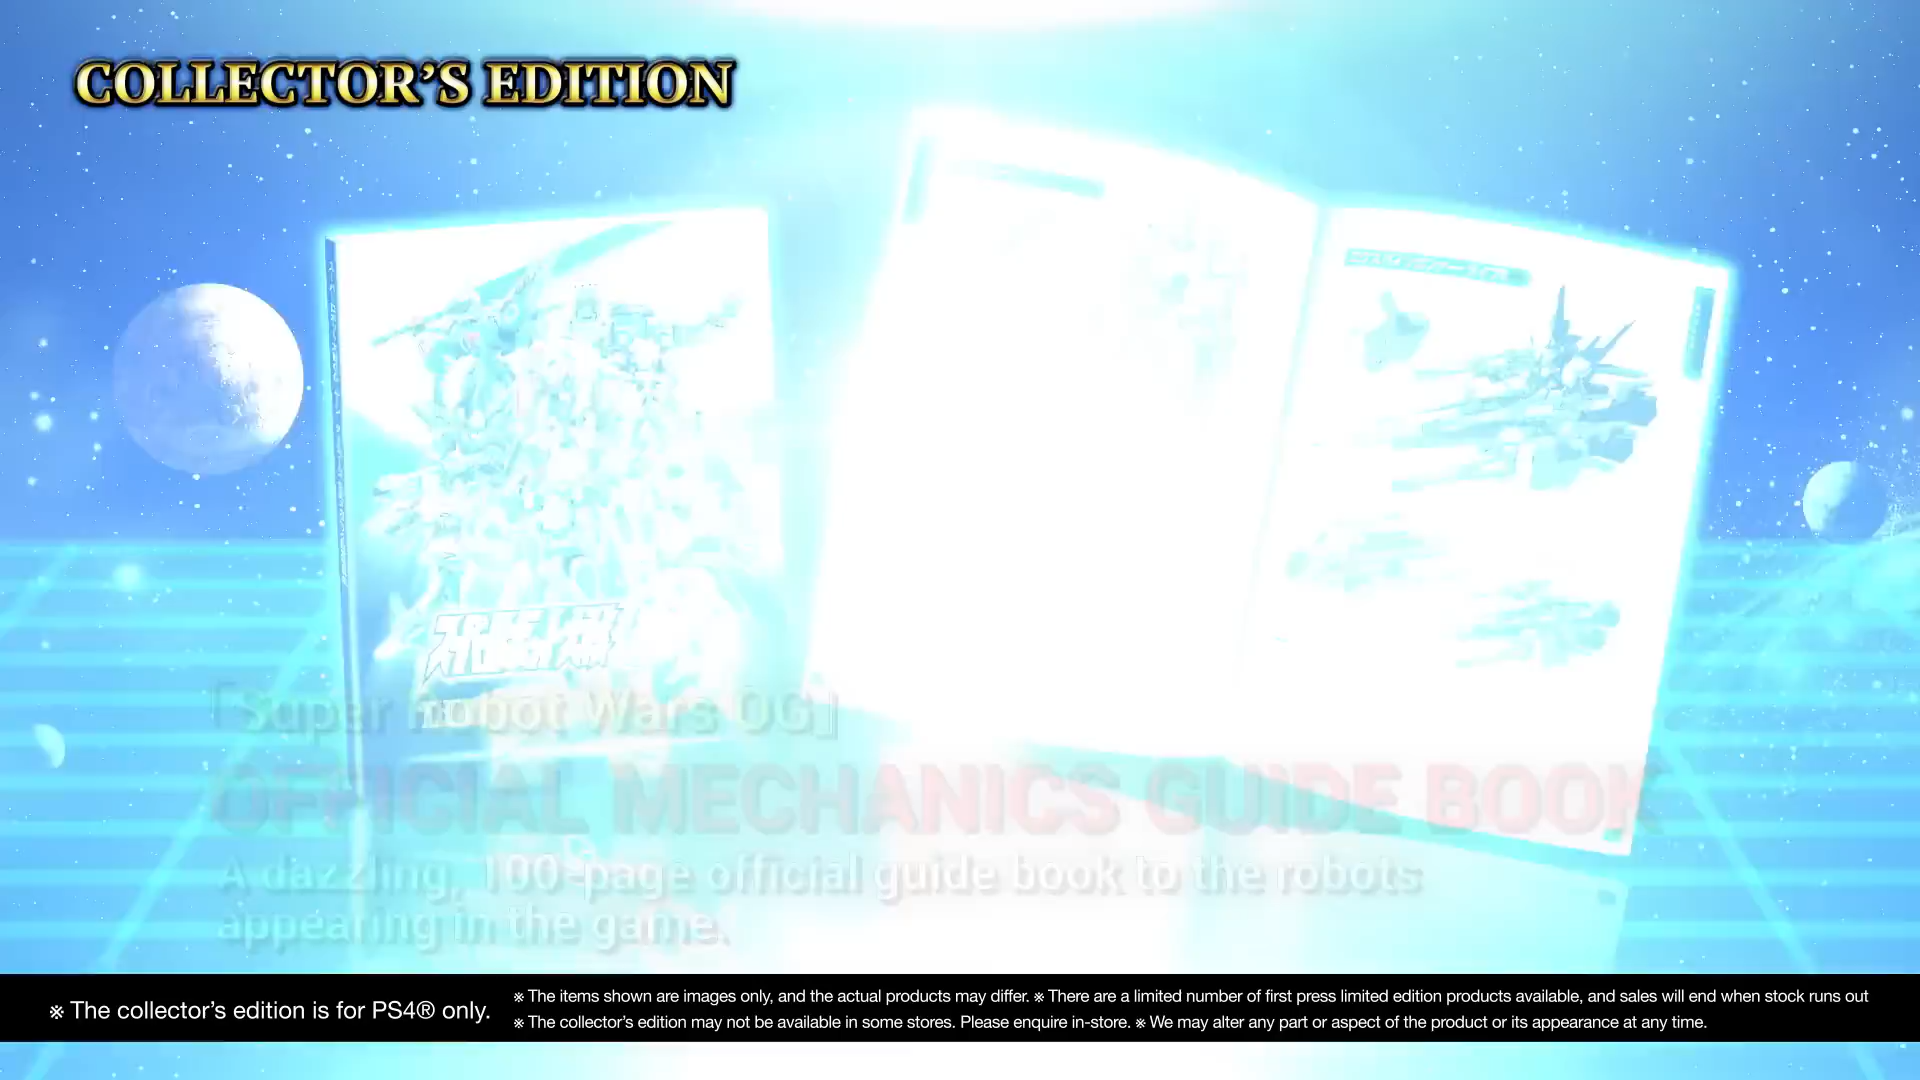 COLLECTOR'S EDITION
「Super Robot Wars OG」
OFFICIAL MECHANICS GUIDE BOOK
A dazzling, 100-page official guide book to the robots
appearing in the game.
※ The collector's edition is for PS4® only.
※ The items shown are images only, and the actual products may differ. ※ There are a limited number of first press limited edition products available, and sales will end when stock runs out
※ The collector's edition may not be available in some stores. Please enquire in-store. ※ We may alter any part or aspect of the product or its appearance at any time.